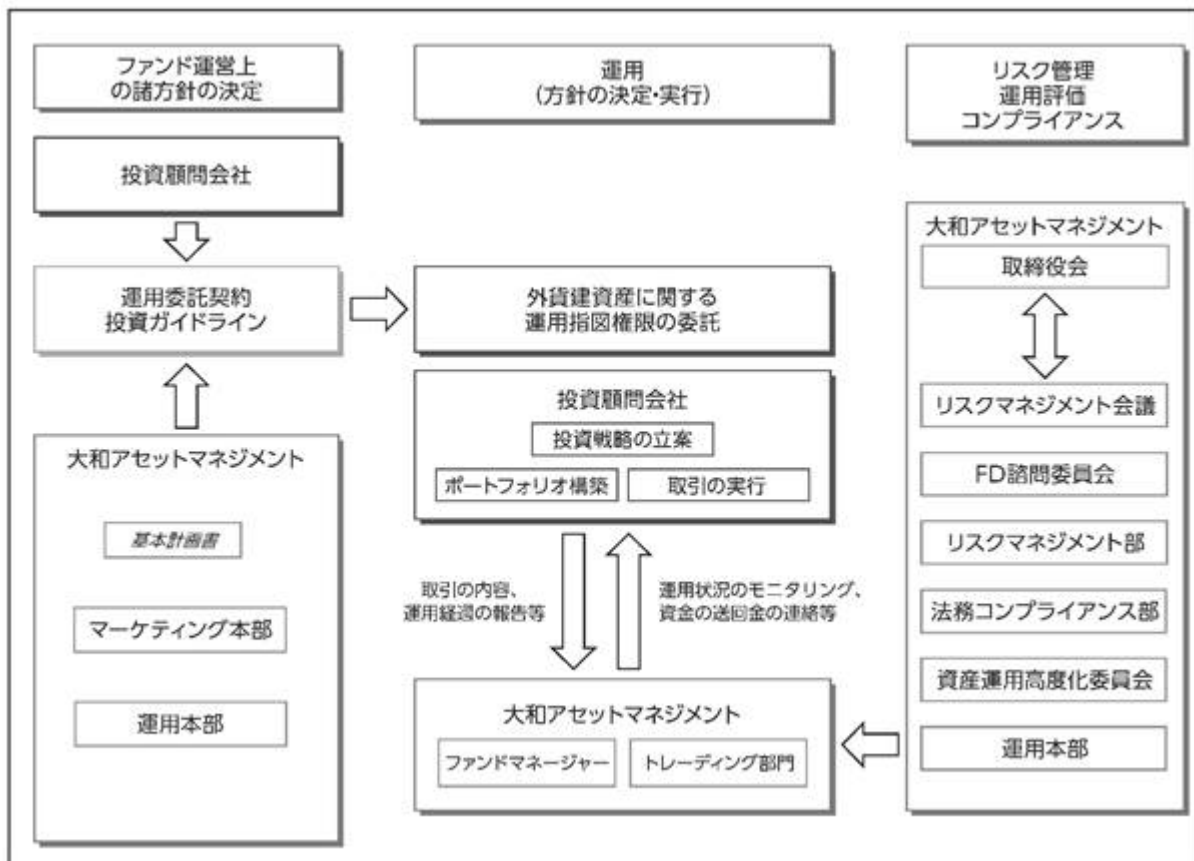 ファンド運営上
の諸方針の決定
投資顧問会社
運用委託契約
投資ガイドライン
大和アセットマネジメント
基本計画書
マーケティング本部
運用本部
運用
(方針の決定・実行)
外貨建資産に関する
運用指図権限の委託
投資顧問会社
投資戦略の立案
ポートフォリオ構築
取引の実行
取引の内容、
運用経過の報告等
運用状況のモニタリング、
資金の送回金の連絡等
大和アセットマネジメント
ファンドマネージャー
トレーディング部門
リスク管理
運用評価
コンプライアンス
大和アセットマネジメント
取締役会
リスクマネジメント会議
FD諮問委員会
リスクマネジメント部
法務コンプライアンス部
資産運用高度化委員会
運用本部